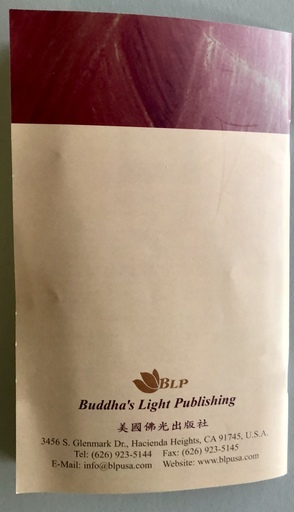 BLP
Buddha's Light Publishing
美國佛光出版社
3456 S. Glenmark Dr., Hacienda Heights, CA 91745, U.S.A.
Tel: (626) 923-5144 Fax: (626) 923-5145
E-Mail: info@blpusa.com Website: www.blpusa.com